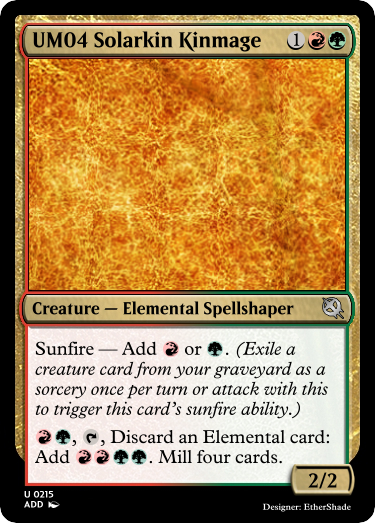 UM04 Solarkin Kinmage 1
Creature — Elemental Spellshaper
Sunfire — Add or . (Exile a
creature card from your graveyard as a
sorcery once per turn or attack with this
to trigger this card's sunfire ability.)
, , Discard an Elemental card:
Add . Mill four cards.
2/2
U 0215
ADD
Designer: EtherShade